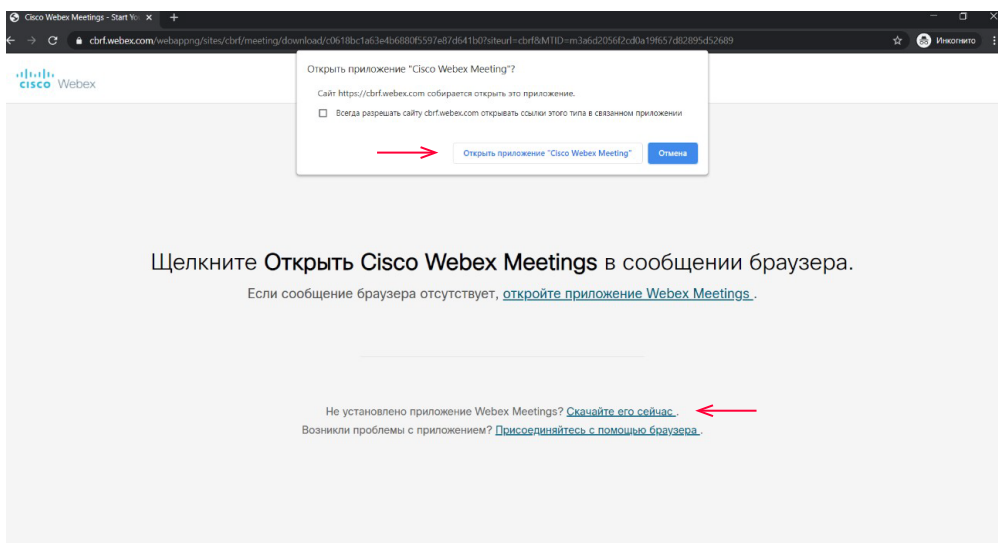 Cisco Webex Meetings - Start Yo
cbrf.webex.com/webappng/sites/cbrf/meeting/download/c0618bc1a63e4b6880f5597e87d641b0?siteurl=cbrf&MTID=m3a6d2056f2cd0a19f657d82895d52689
Инкогнито
cisco Webex
Открыть приложение "Cisco Webex Meeting"?
Сайт https://cbrf.webex.com собирается открыть это приложение.
Всегда разрешать сайту cbrf.webex.com открывать ссылки этого типа в связанном приложении
Открыть приложение "Cisco Webex Meeting"
Отмена
Щелкните Открыть Cisco Webex Meetings в сообщении браузера.
Если сообщение браузера отсутствует, откройте приложение Webex Meetings .
Не установлено приложение Webex Meetings? Скачайте его сейчас .
Возникли проблемы с приложением? Присоединяйтесь с помощью браузера .